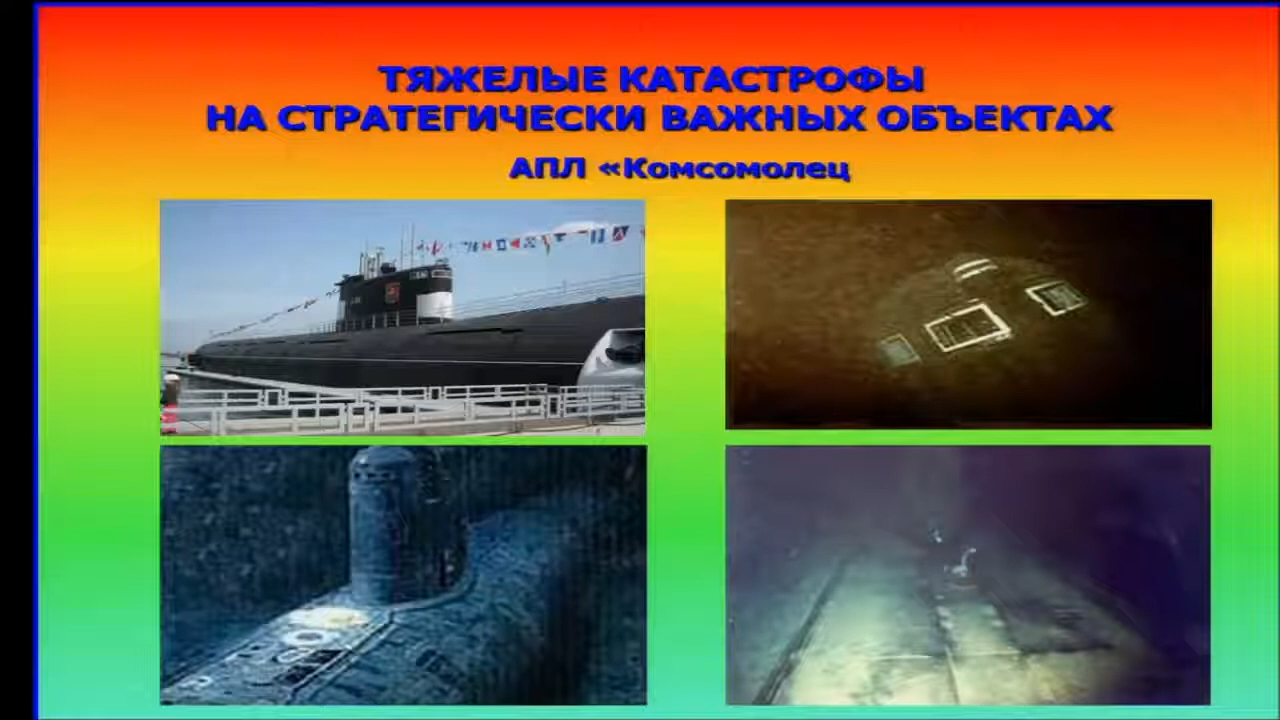 ТЯЖЕЛЫЕ КАТАСТРОФЫ
НА СТРАТЕГИЧЕСКИ ВАЖНЫХ ОБЪЕКТАХ
АПЛ «Комсомолец